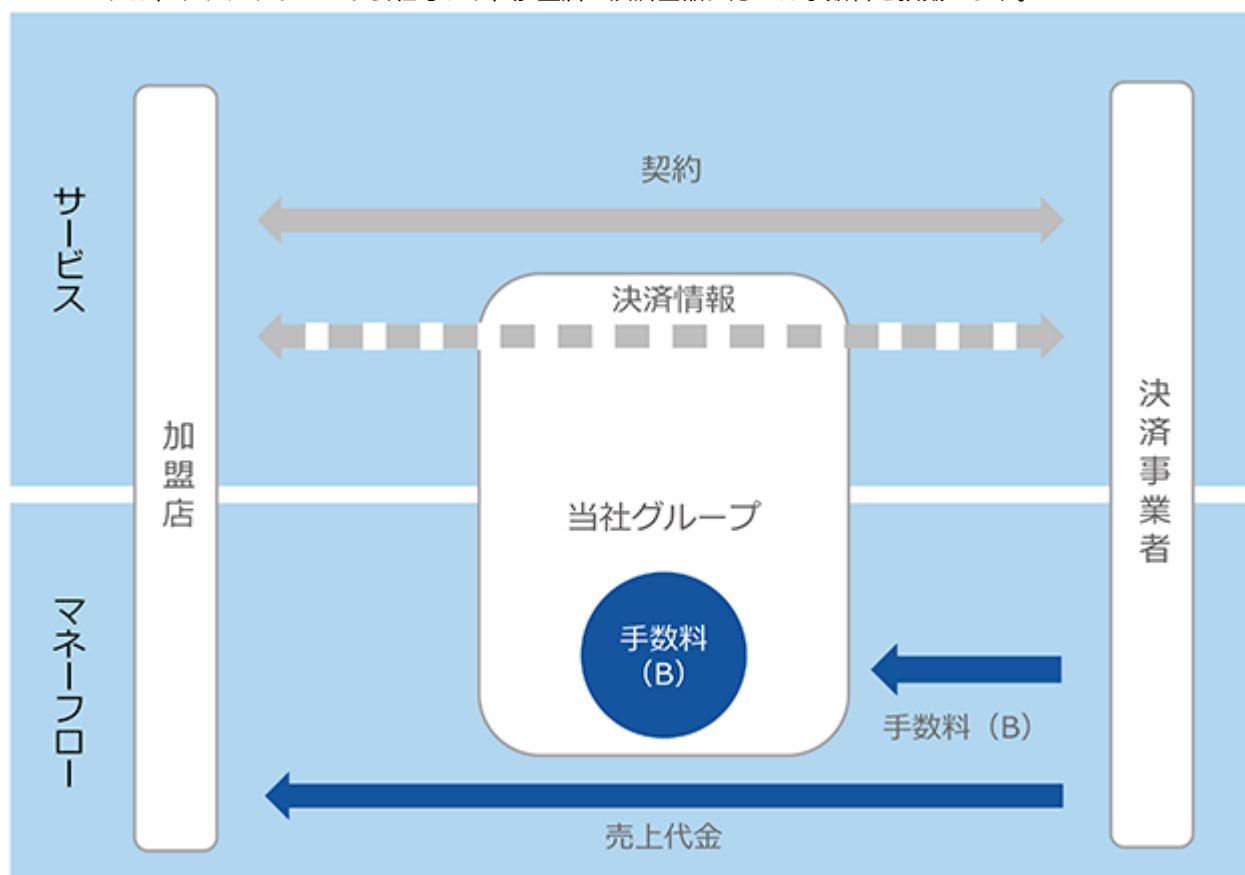 契約
サービス
決済情報
加盟店
決済事業者
当社グループ
手数料
（B）
マネーフロー
手数料（B）
売上代金